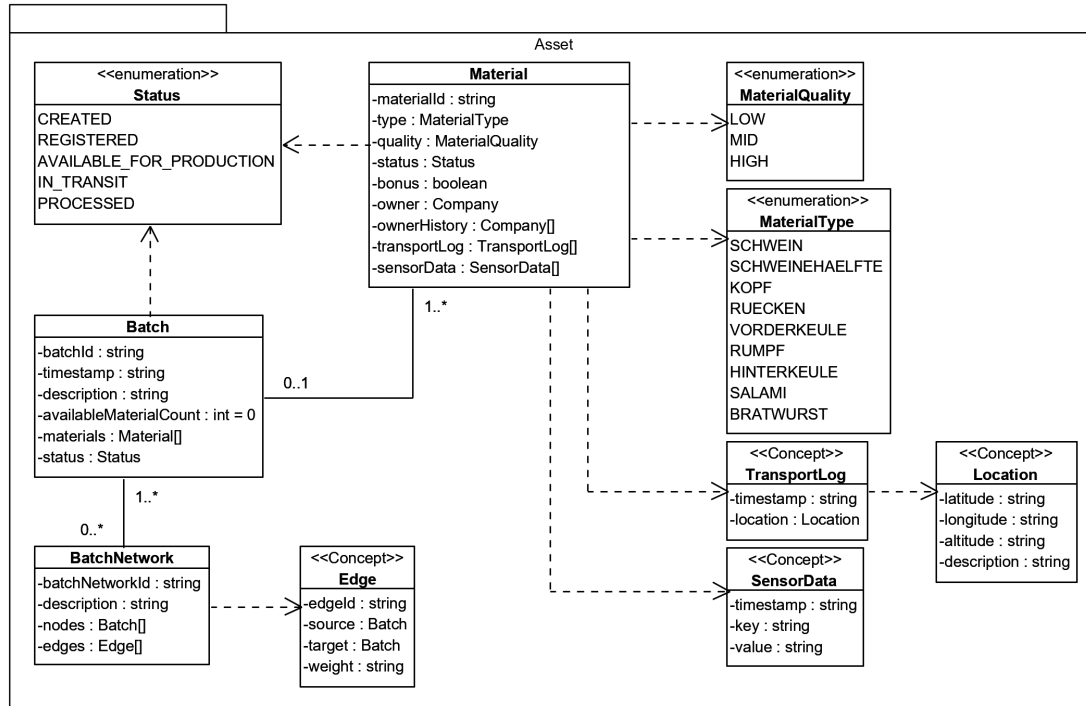 Asset
<<enumeration>>
Status
CREATED
REGISTERED
AVAILABLE_FOR_PRODUCTION
IN_TRANSIT
PROCESSED
Material
-materialId : string
-type : MaterialType
-quality : MaterialQuality
-status : Status
-bonus : boolean
-owner : Company
-ownerHistory : Company[]
-transportLog : TransportLog[]
-sensorData : SensorData[]
<<enumeration>>
MaterialQuality
LOW
MID
HIGH
<<enumeration>>
MaterialType
SCHWEIN
SCHWEINEHAELFTE
KOPF
RUECKEN
VORDERKEULE
RUMPF
HINTERKEULE
SALAMI
BRATWURST
1..*
0..1
Batch
-batchId : string
-timestamp : string
-description : string
-availableMaterialCount : int = 0
-materials : Material[]
-status : Status
1..*
0..*
BatchNetwork
-batchNetworkId : string
-description : string
-nodes : Batch[]
-edges : Edge[]
<<Concept>>
Edge
-edgeId : string
-source : Batch
-target : Batch
-weight : string
<<Concept>>
TransportLog
-timestamp : string
-location : Location
<<Concept>>
Location
-latitude : string
-longitude : string
-altitude : string
-description : string
<<Concept>>
SensorData
-timestamp : string
-key : string
-value : string